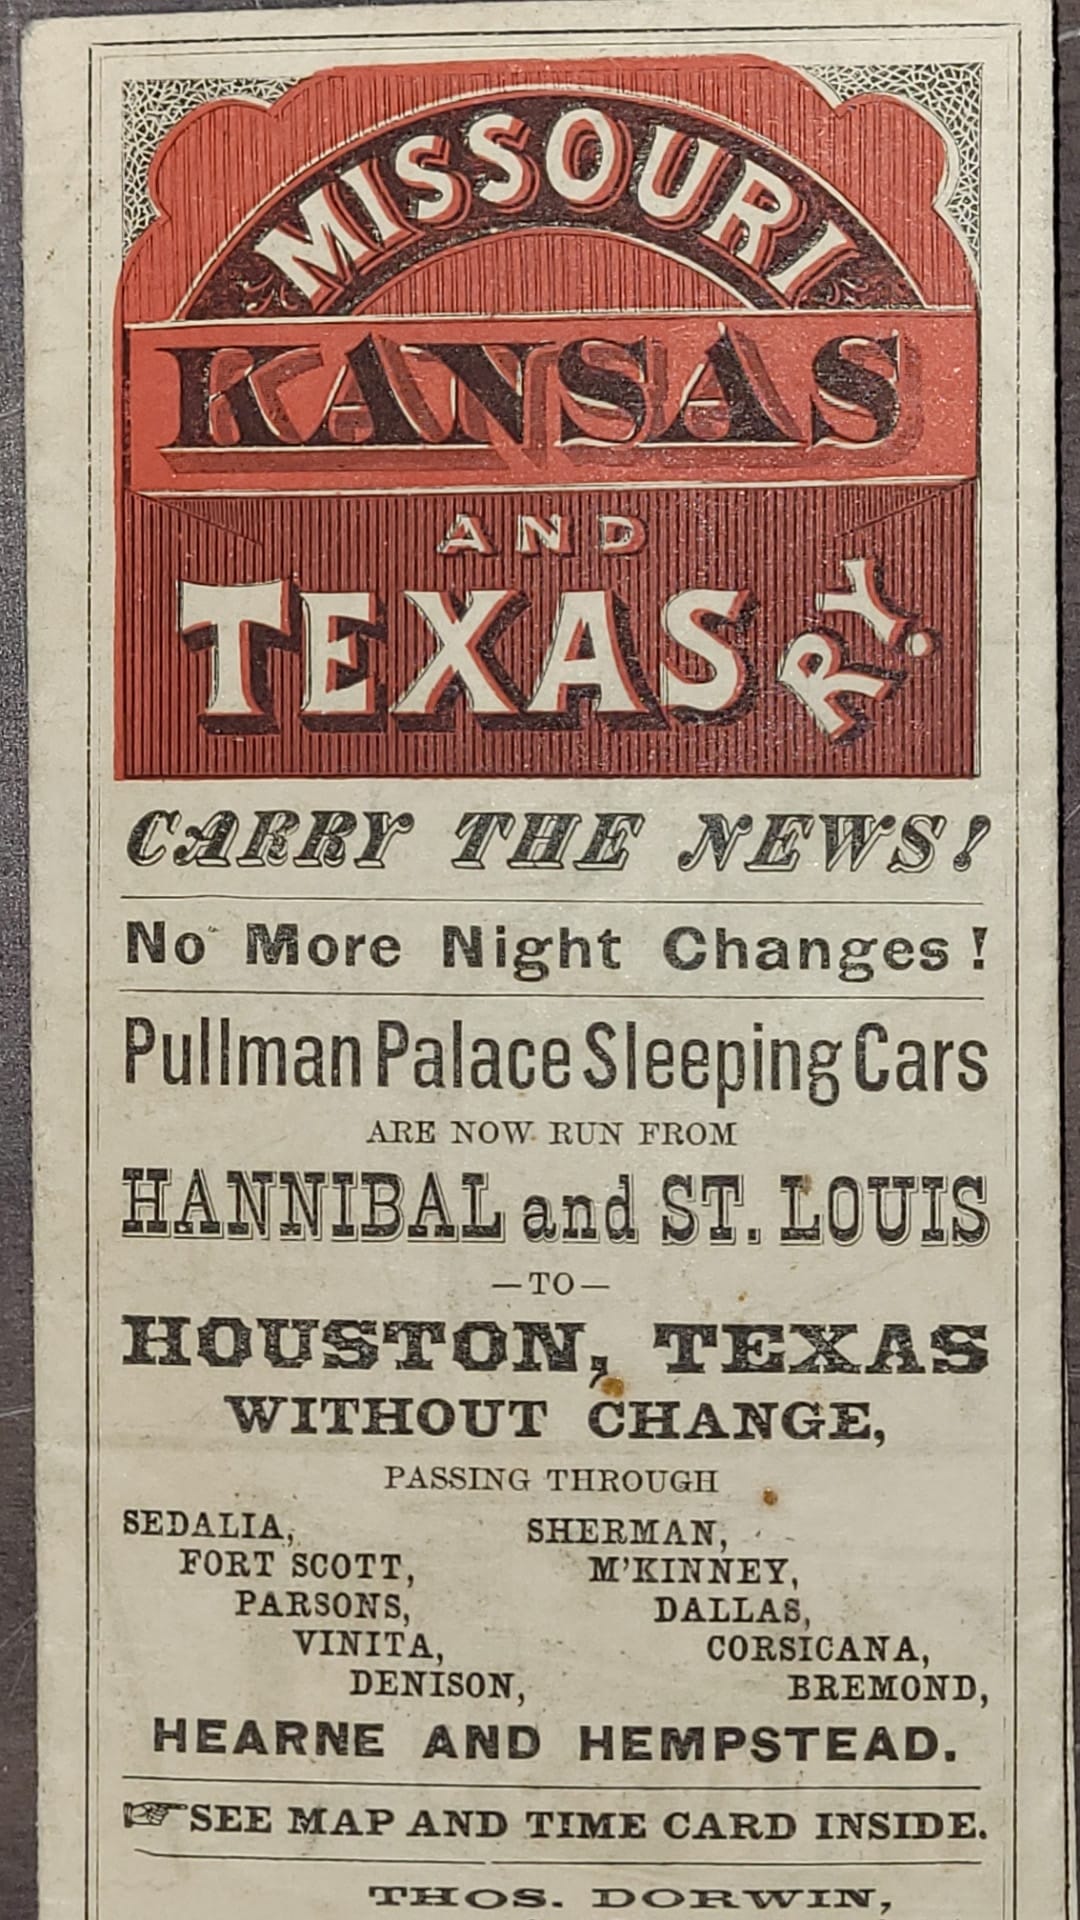 MISSOURI
KANSAS
AND
TEXAS RY.
CARRY THE NEWS!
No More Night Changes!
Pullman Palace Sleeping Cars
ARE NOW RUN FROM
HANNIBAL and ST. LOUIS
—TO—
HOUSTON, TEXAS
WITHOUT CHANGE,
PASSING THROUGH
SEDALIA,
FORT SCOTT,
PARSONS,
VINITA,
DENISON,
SHERMAN,
M'KINNEY,
DALLAS,
CORSICANA,
BREMOND,
HEARNE AND HEMPSTEAD.
☞SEE MAP AND TIME CARD INSIDE.
THOS. DORWIN,